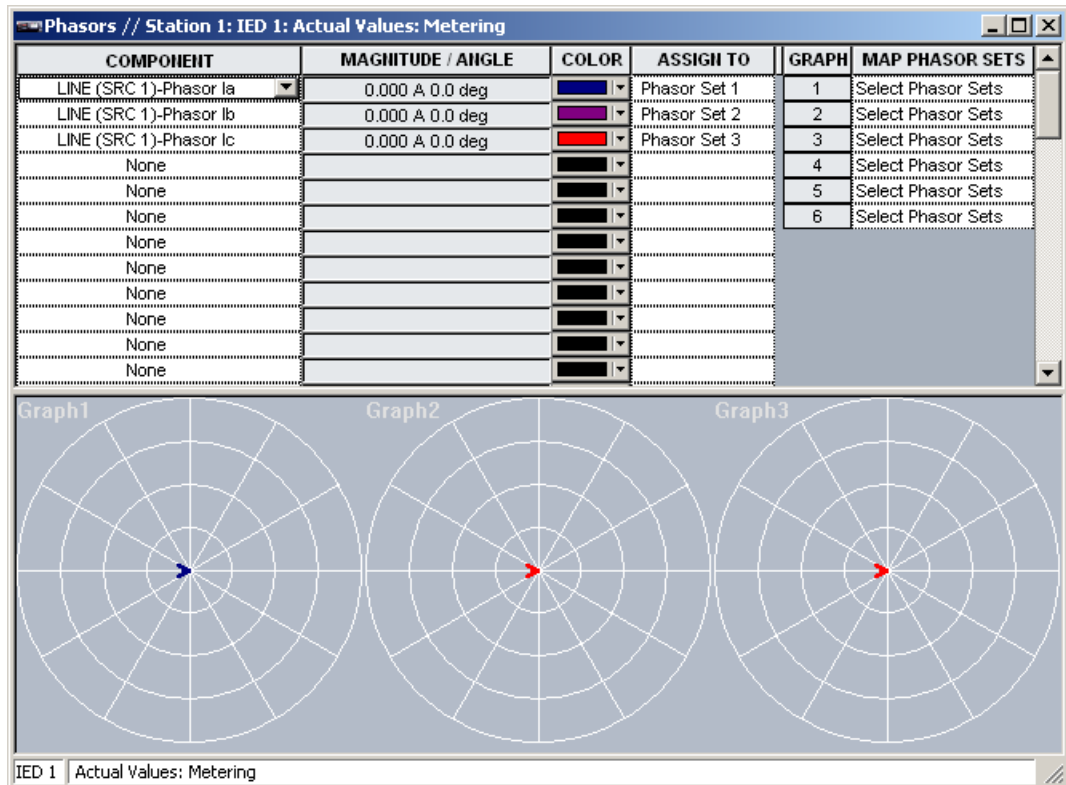 Phasors // Station 1: IED 1: Actual Values: Metering
COMPONENT MAGNITUDE / ANGLE COLOR ASSIGN TO GRAPH MAP PHASOR SETS
LINE (SRC 1)-Phasor Ia 0.000 A 0.0 deg Phasor Set 1 1 Select Phasor Sets
LINE (SRC 1)-Phasor Ib 0.000 A 0.0 deg Phasor Set 2 2 Select Phasor Sets
LINE (SRC 1)-Phasor Ic 0.000 A 0.0 deg Phasor Set 3 3 Select Phasor Sets
None 4 Select Phasor Sets
None 5 Select Phasor Sets
None 6 Select Phasor Sets
None
None
None
None
None
None
Graph1 Graph2 Graph3
IED 1 Actual Values: Metering